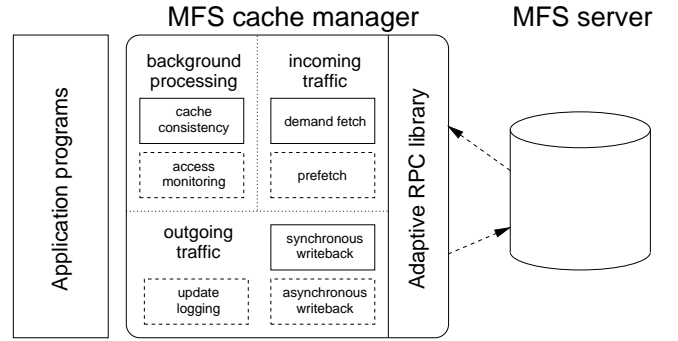 MFS cache manager
MFS server
Application programs
background
processing
cache
consistency
access
monitoring
incoming
traffic
demand fetch
prefetch
outgoing
traffic
synchronous
writeback
update
logging
asynchronous
writeback
Adaptive RPC library